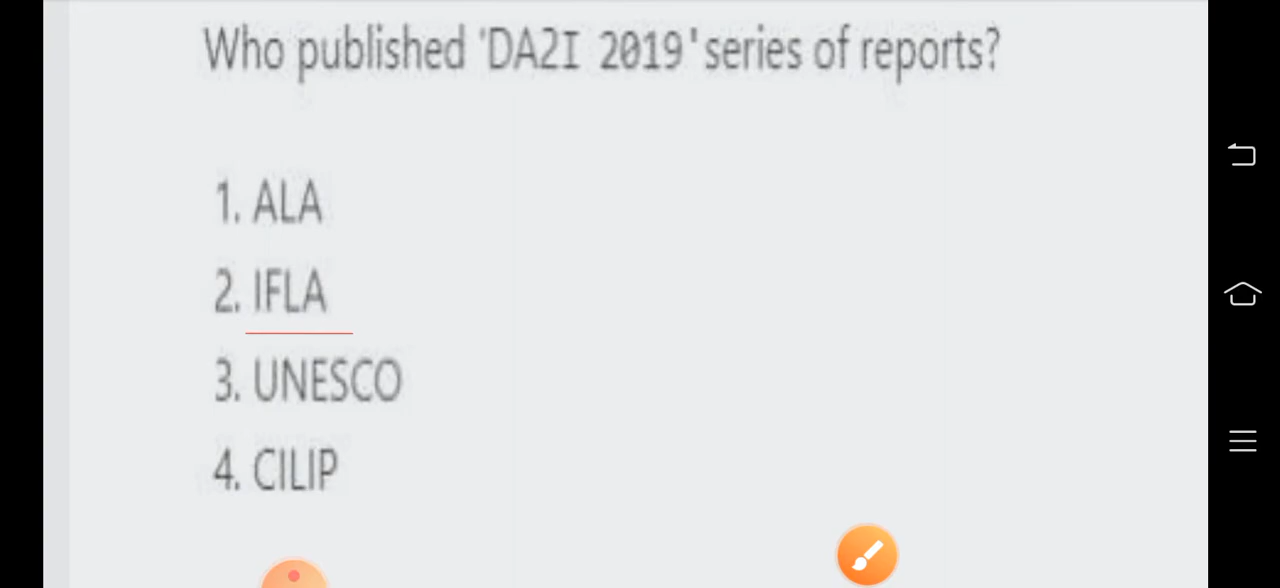 Who published 'DA2I 2019' series of reports?
1. ALA
2. IFLA
3. UNESCO
4. CILIP